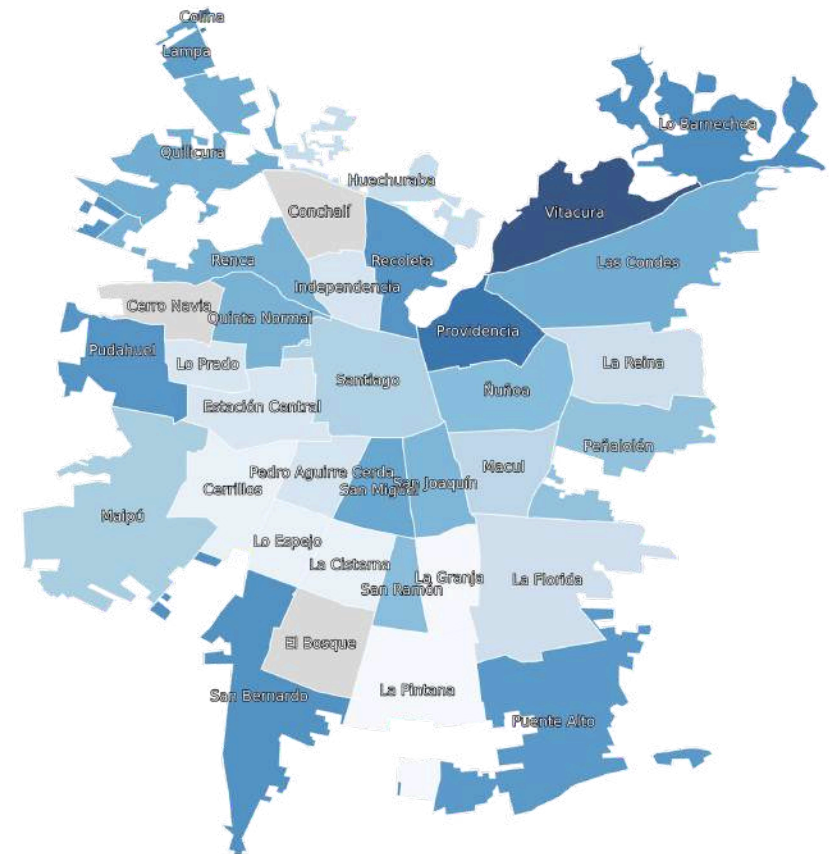 Colina
Lampa
Lo Barnechea
Quilicura
Huechuraba
Conchalí
Vitacura
Renca
Recoleta
Las Condes
Independencia
Cerro Navia
Quinta Normal
Providencia
Pudahuel
Lo Prado
La Reina
Santiago
Ñuñoa
Estación Central
Peñalolén
Pedro Aguirre Cerda
Macul
San Joaquín
Cerrillos
San Miguel
Maipú
Lo Espejo
La Cisterna
La Granja
La Florida
San Ramón
El Bosque
La Pintana
San Bernardo
Puente Alto